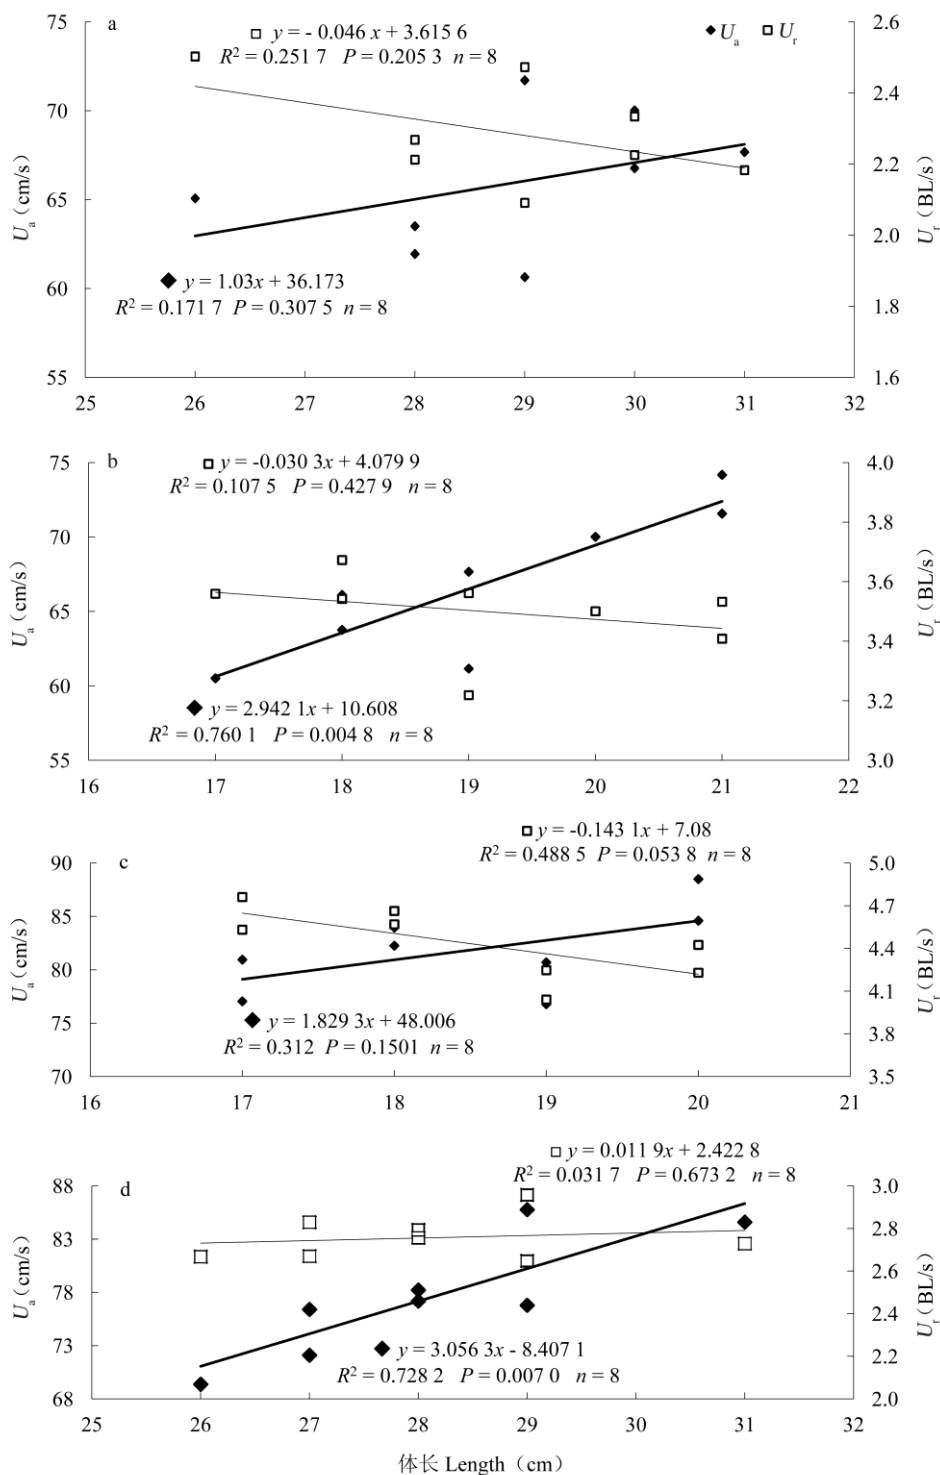 a
y = - 0.046 x + 3.615 6
R² = 0.251 7 P = 0.205 3 n = 8
Ua Ur
75
70
65
60
55
2.6
2.4
2.2
2.0
1.8
1.6
Ua（cm/s）
Ur（BL/s）
y = 1.03x + 36.173
R² = 0.171 7 P = 0.307 5 n = 8
25 26 27 28 29 30 31 32
b
y = -0.030 3x + 4.079 9
R² = 0.107 5 P = 0.427 9 n = 8
75
70
65
60
55
4.0
3.8
3.6
3.4
3.2
3.0
Ua（cm/s）
Ur（BL/s）
y = 2.942 1x + 10.608
R² = 0.760 1 P = 0.004 8 n = 8
16 17 18 19 20 21 22
c
y = -0.143 1x + 7.08
R² = 0.488 5 P = 0.053 8 n = 8
90
85
80
75
70
5.0
4.7
4.4
4.1
3.8
3.5
Ua（cm/s）
Ur（BL/s）
y = 1.829 3x + 48.006
R² = 0.312 P = 0.1501 n = 8
16 17 18 19 20 21
d
y = 0.011 9x + 2.422 8
R² = 0.031 7 P = 0.673 2 n = 8
88
83
78
73
68
3.0
2.8
2.6
2.4
2.2
2.0
Ua（cm/s）
Ur（BL/s）
y = 3.056 3x - 8.407 1
R² = 0.728 2 P = 0.007 0 n = 8
25 26 27 28 29 30 31 32
体长 Length（cm）